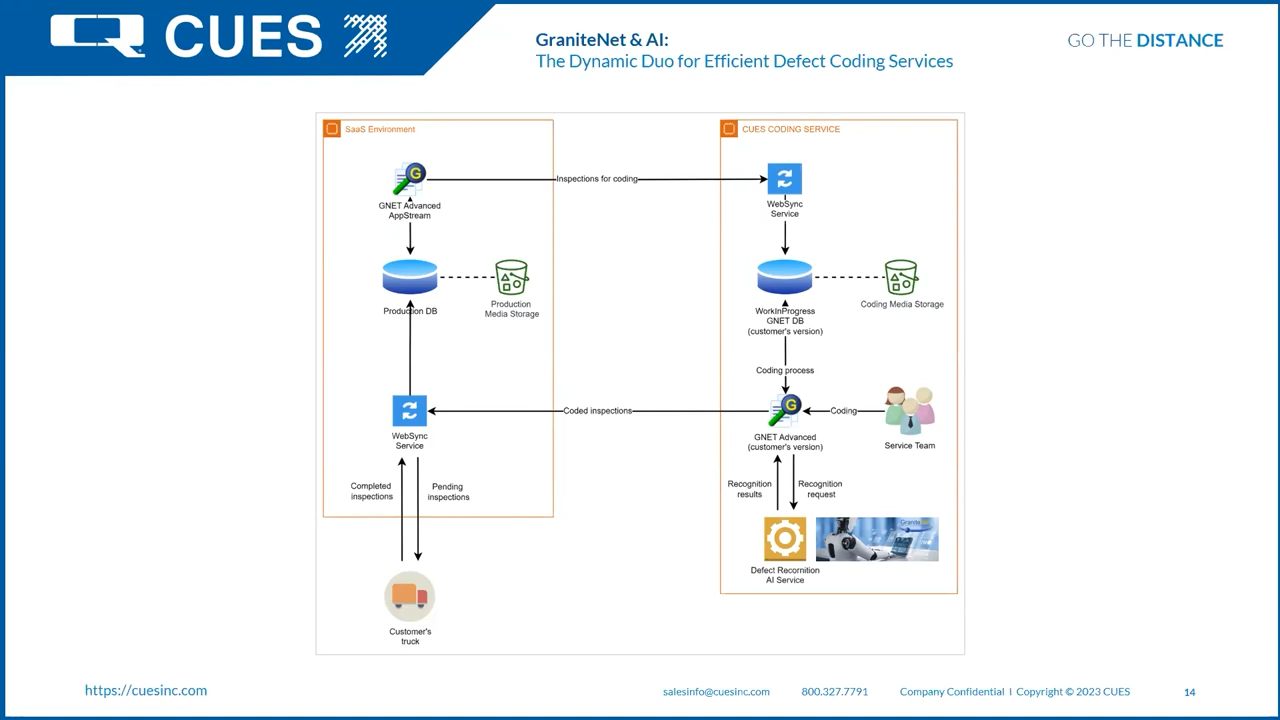 CUES
GraniteNet & AI:
The Dynamic Duo for Efficient Defect Coding Services
GO THE DISTANCE
SaaS Environment
G
GNET Advanced
AppStream
Production DB
Production
Media Storage
WebSync
Service
Completed
inspections
Pending
inspections
Customer's
truck
Inspections for coding
Coded inspections
CUES CODING SERVICE
WebSync
Service
WorkInProgress
GNET DB
(customer's version)
Coding Media Storage
Coding process
G
GNET Advanced
(customer's version)
Coding
Service Team
Recognition
results
Recognition
request
Defect Recornition
AI Service
https://cuesinc.com
salesinfo@cuesinc.com
800.327.7791
Company Confidential I Copyright © 2023 CUES
14